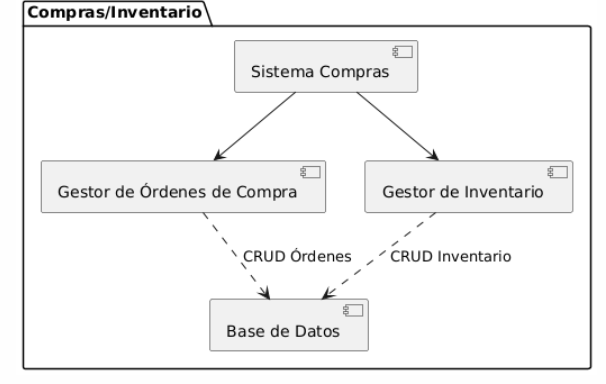 Compras/Inventario
Sistema Compras
Gestor de Órdenes de Compra
Gestor de Inventario
CRUD Órdenes
CRUD Inventario
Base de Datos